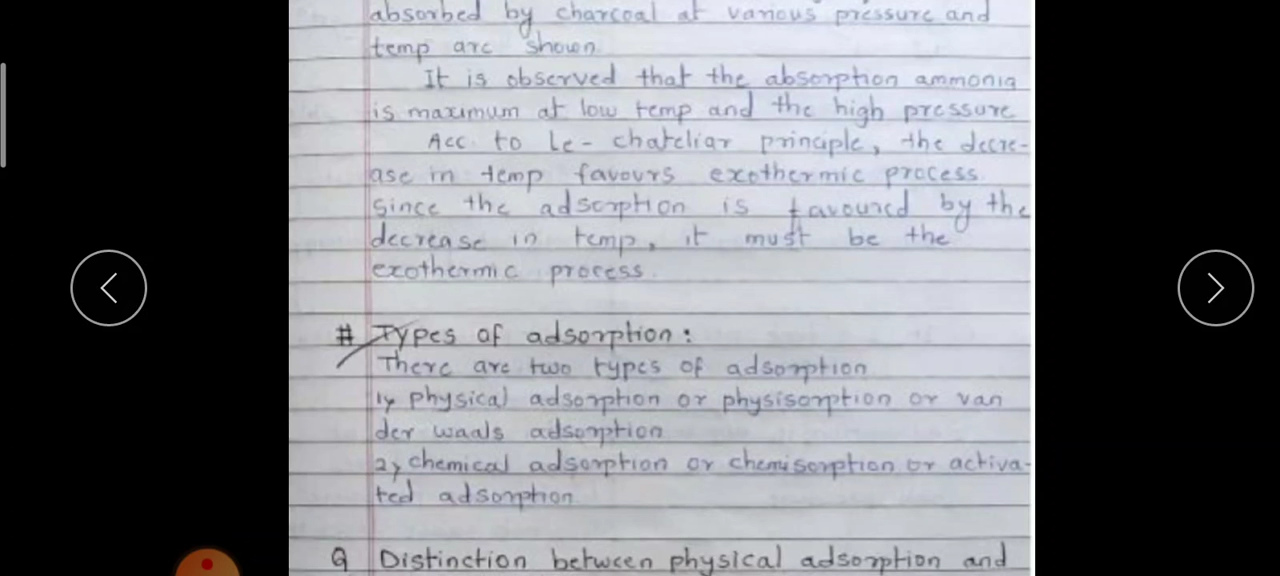 absorbed by charcoal at various pressure and
temp are shown.
It is observed that the absorption ammonia
is maximum at low temp and the high pressure
Acc. to Le - chatcliar principle, the decre-
ase in temp favours exothermic process.
since the adsorption is favoured by the
decrease in temp, it must be the
exothermic process.
# Types of adsorption :
There are two types of adsorption
1) physical adsorption or physisorption or van
der waals adsorption
2) chemical adsorption or chemisorption or activa-
ted adsorption
Q Distinction between physical adsorption and